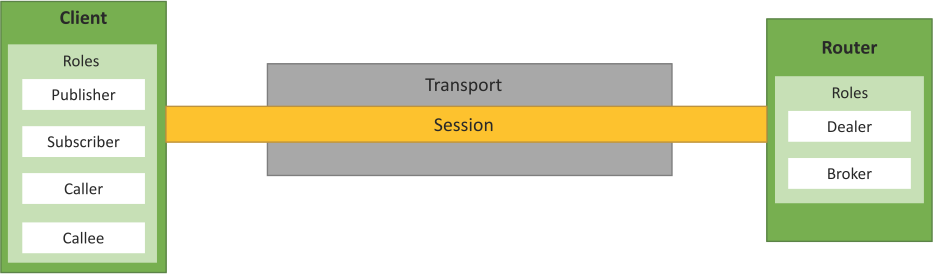 Client
Roles
Publisher
Subscriber
Caller
Callee
Transport
Session
Router
Roles
Dealer
Broker